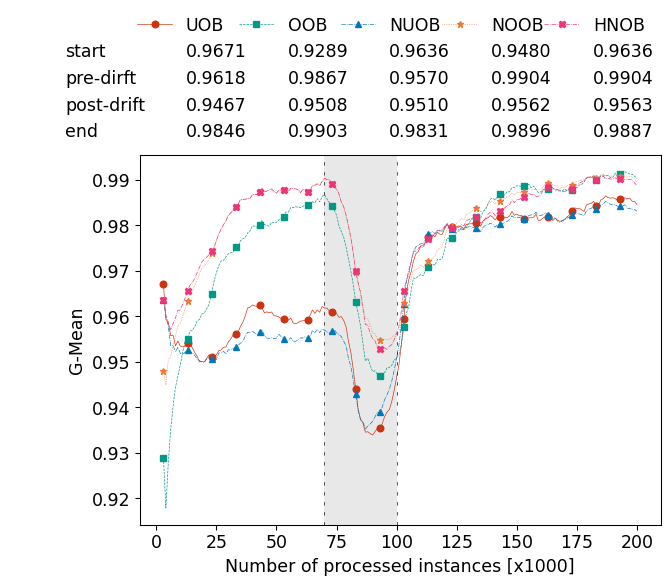 UOB OOB NUOB NOOB HNOB
start 0.9671 0.9289 0.9636 0.9480 0.9636
pre-dirft 0.9618 0.9867 0.9570 0.9904 0.9904
post-drift 0.9467 0.9508 0.9510 0.9562 0.9563
end 0.9846 0.9903 0.9831 0.9896 0.9887
0.99
0.98
0.97
0.96
0.95
0.94
0.93
0.92
G-Mean
0 25 50 75 100 125 150 175 200
Number of processed instances [x1000]